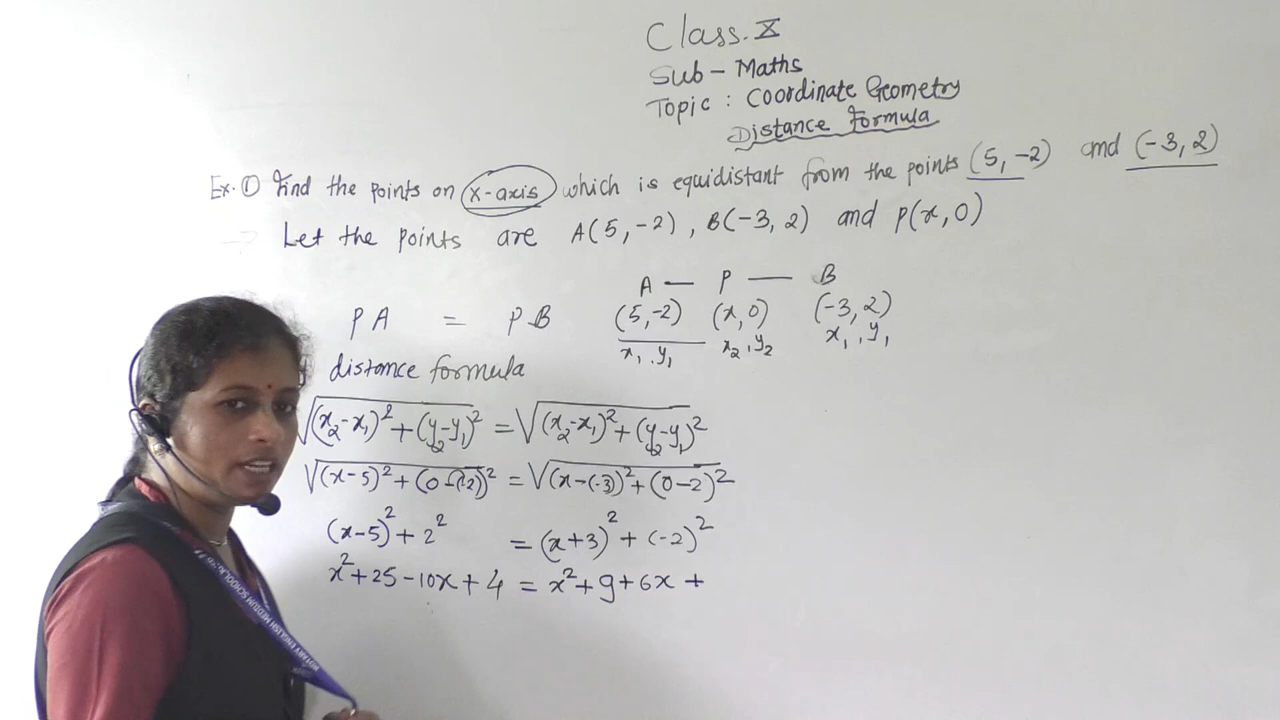 Class. X
Sub - Maths
Topic : Coordinate Geometry
Distance Formula
Ex. ① Find the points on x-axis which is equidistant from the points (5, -2) and (-3, 2)
Let the points are A(5, -2), B(-3, 2) and P(x, 0)
A — P — B
(5, -2) (x, 0) (-3, 2)
x₁, y₁ x₂, y₂ x₁, y₁
PA = PB
distance formula
√(x₂-x₁)²+(y₂-y₁)² = √(x₂-x₁)²+(y₂-y₁)²
√(x-5)²+(0-(-2))² = √(x-(-3))²+(0-2)²
(x-5)²+2² = (x+3)²+(-2)²
x²+25-10x+4 = x²+9+6x+
ROTARY ENGLISH MEDIUM SCHOOL